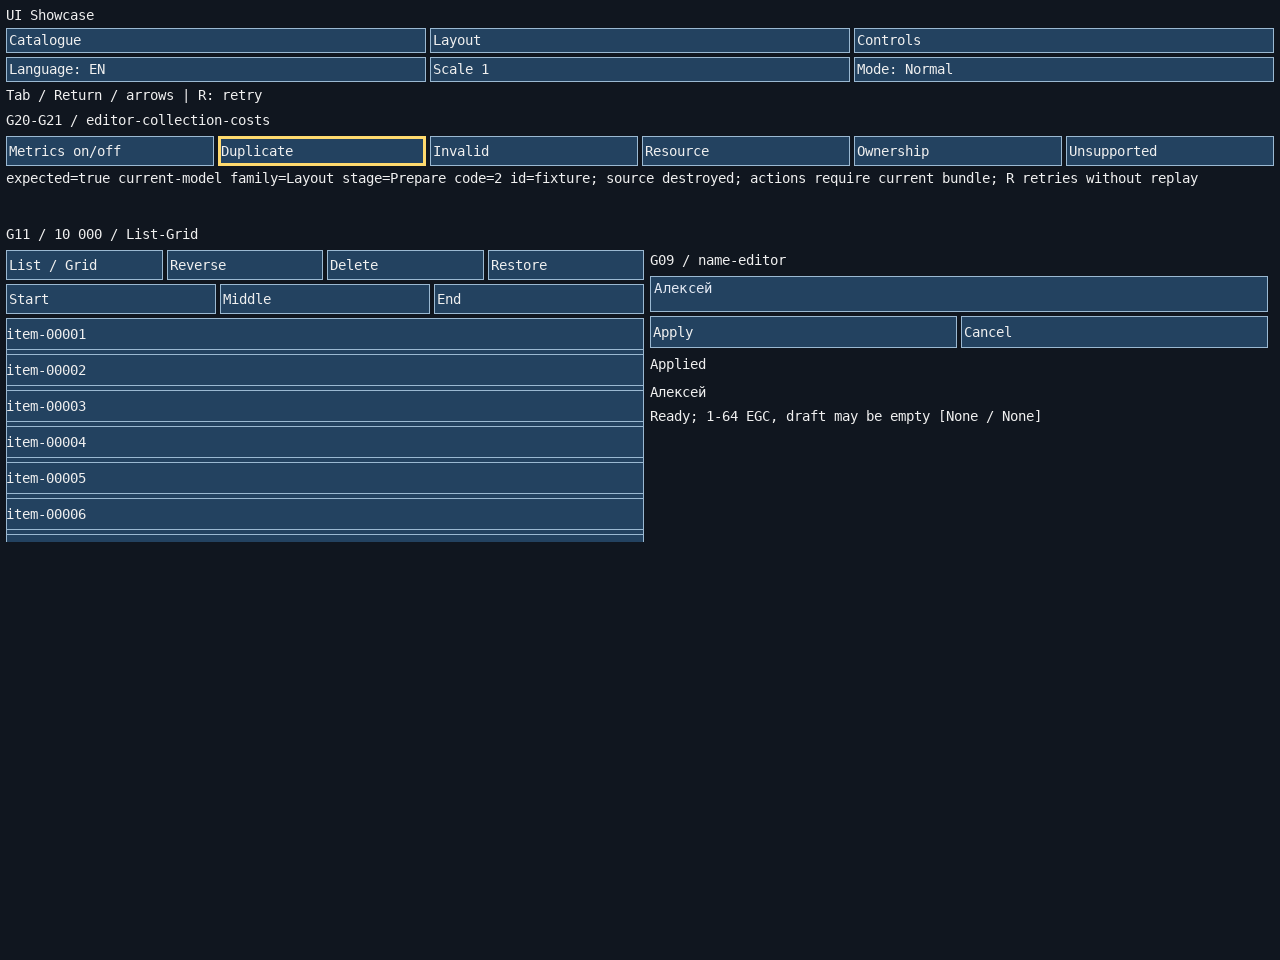 UI Showcase
Catalogue Layout Controls
Language: EN Scale 1 Mode: Normal
Tab / Return / arrows | R: retry
G20-G21 / editor-collection-costs
Metrics on/off Duplicate Invalid Resource Ownership Unsupported
expected=true current-model family=Layout stage=Prepare code=2 id=fixture; source destroyed; actions require current bundle; R retries without replay
G11 / 10 000 / List-Grid
List / Grid Reverse Delete Restore
Start Middle End
item-00001
item-00002
item-00003
item-00004
item-00005
item-00006
G09 / name-editor
Алексей
Apply Cancel
Applied
Алексей
Ready; 1-64 EGC, draft may be empty [None / None]